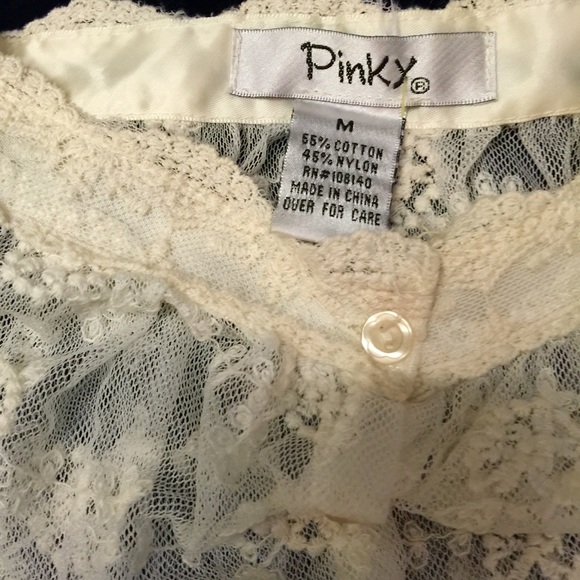 Pinky®
M
55% COTTON
45% NYLON
RN#108140
MADE IN CHINA
OVER FOR CARE